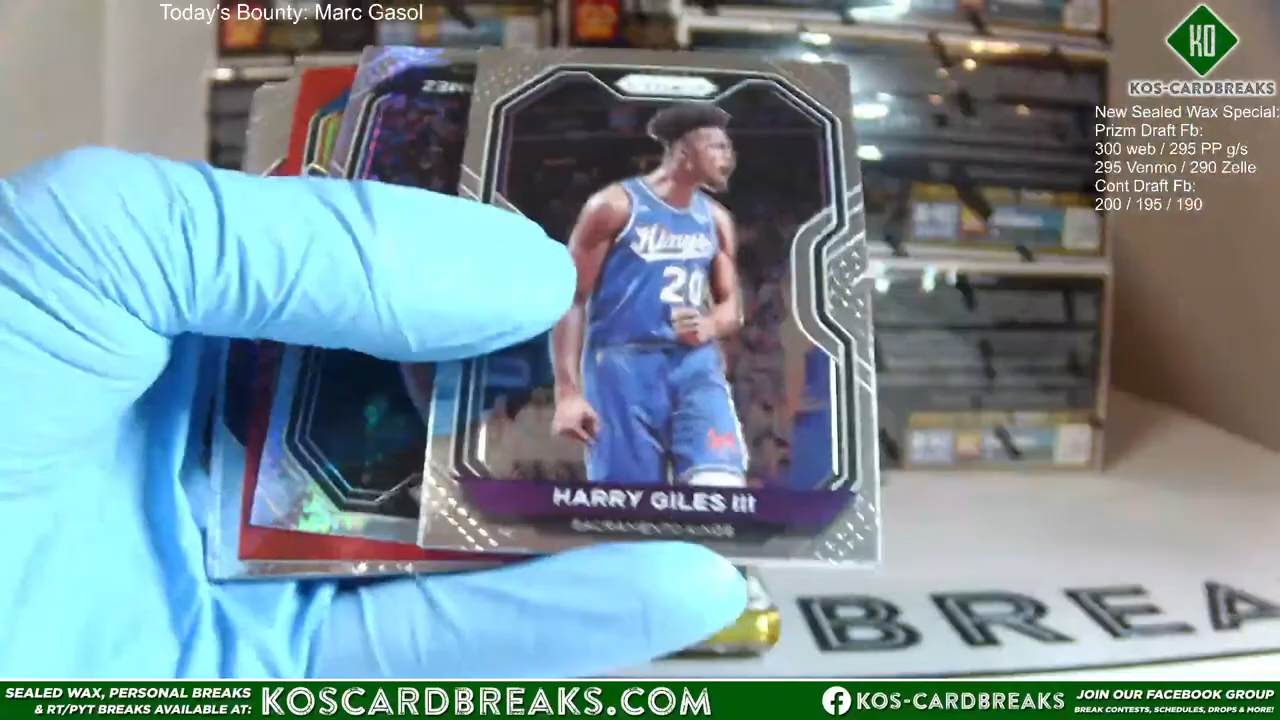 Today's Bounty: Marc Gasol
KO
KOS-CARDBREAKS
New Sealed Wax Special:
Prizm Draft Fb:
300 web / 295 PP g/s
295 Venmo / 290 Zelle
Cont Draft Fb:
200 / 195 / 190
Kings
20
HARRY GILES III
SACRAMENTO KINGS
BREA
SEALED WAX, PERSONAL BREAKS
& RT/PYT BREAKS AVAILABLE AT:
KOSCARDBREAKS.COM
KOS-CARDBREAKS
JOIN OUR FACEBOOK GROUP
BREAK CONTESTS, SCHEDULES, DROPS & MORE!